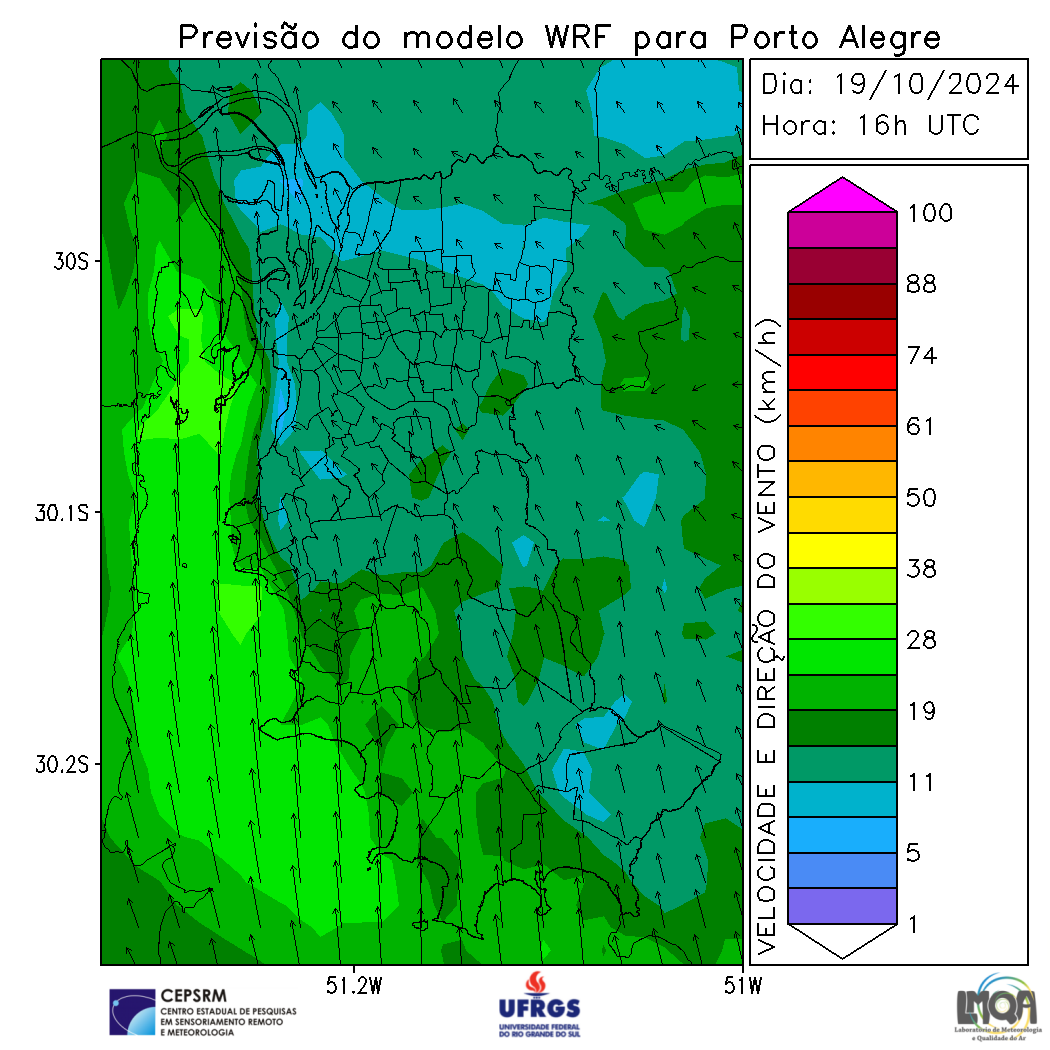 Previsão do modelo WRF para Porto Alegre
Dia: 19/10/2024
Hora: 16h UTC
30S
30.1S
30.2S
51.2W
51W
VELOCIDADE E DIREÇÃO DO VENTO (km/h)
100
88
74
61
50
38
28
19
11
5
1
CEPSRM
CENTRO ESTADUAL DE PESQUISAS
EM SENSORIAMENTO REMOTO
E METEOROLOGIA
UFRGS
UNIVERSIDADE FEDERAL
DO RIO GRANDE DO SUL
LMQA
Laboratório de Meteorologia
e Qualidade do Ar